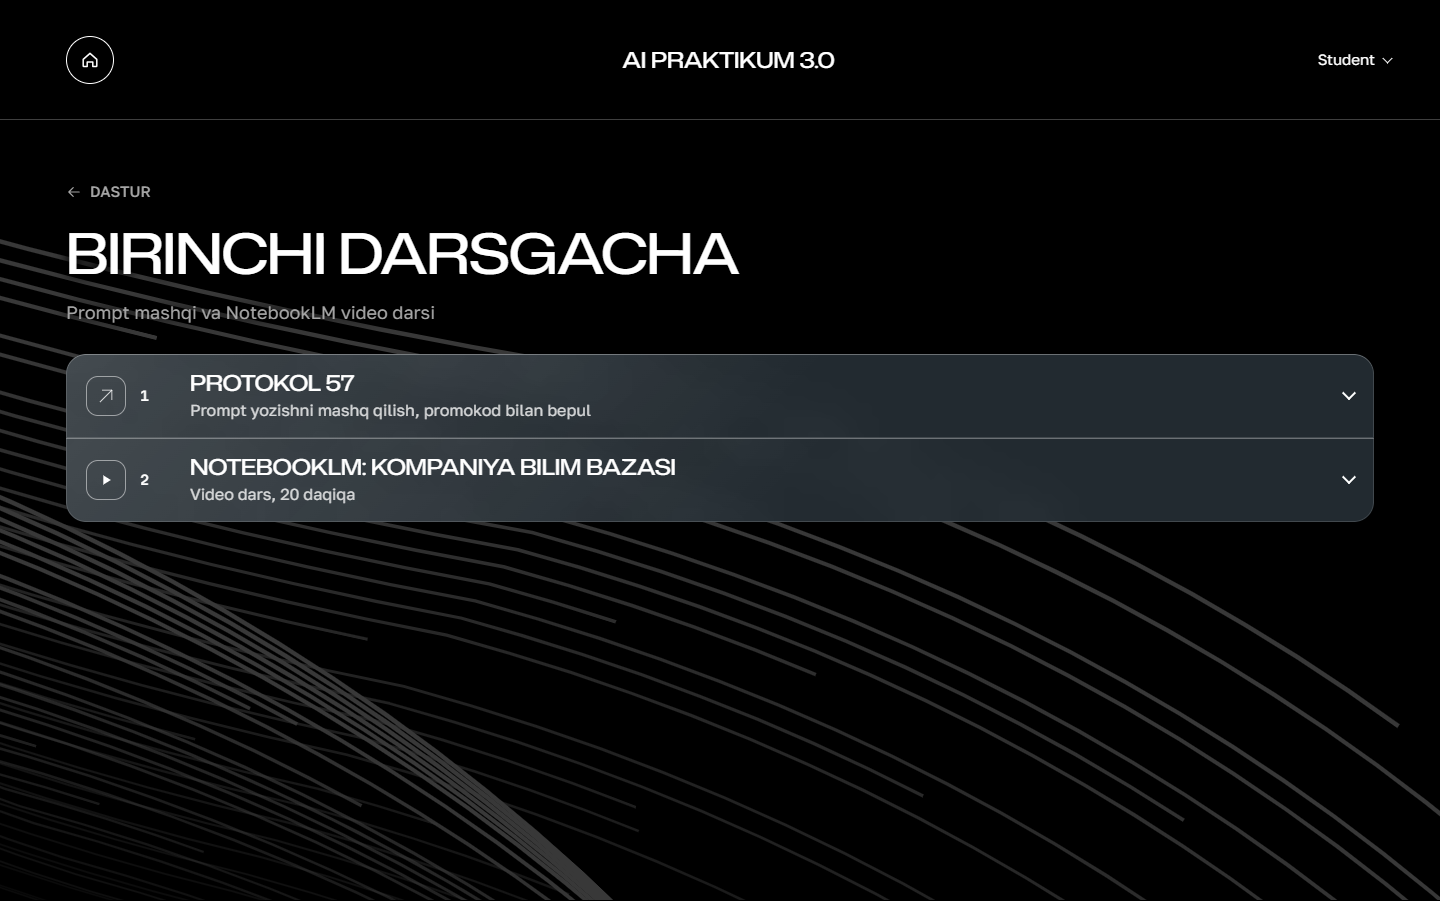 AI PRAKTIKUM 3.0
Student
DASTUR
BIRINCHI DARSGACHA
Prompt mashqi va NotebookLM video darsi
1
PROTOKOL 57
Prompt yozishni mashq qilish, promokod bilan bepul
2
NOTEBOOKLM: KOMPANIYA BILIM BAZASI
Video dars, 20 daqiqa